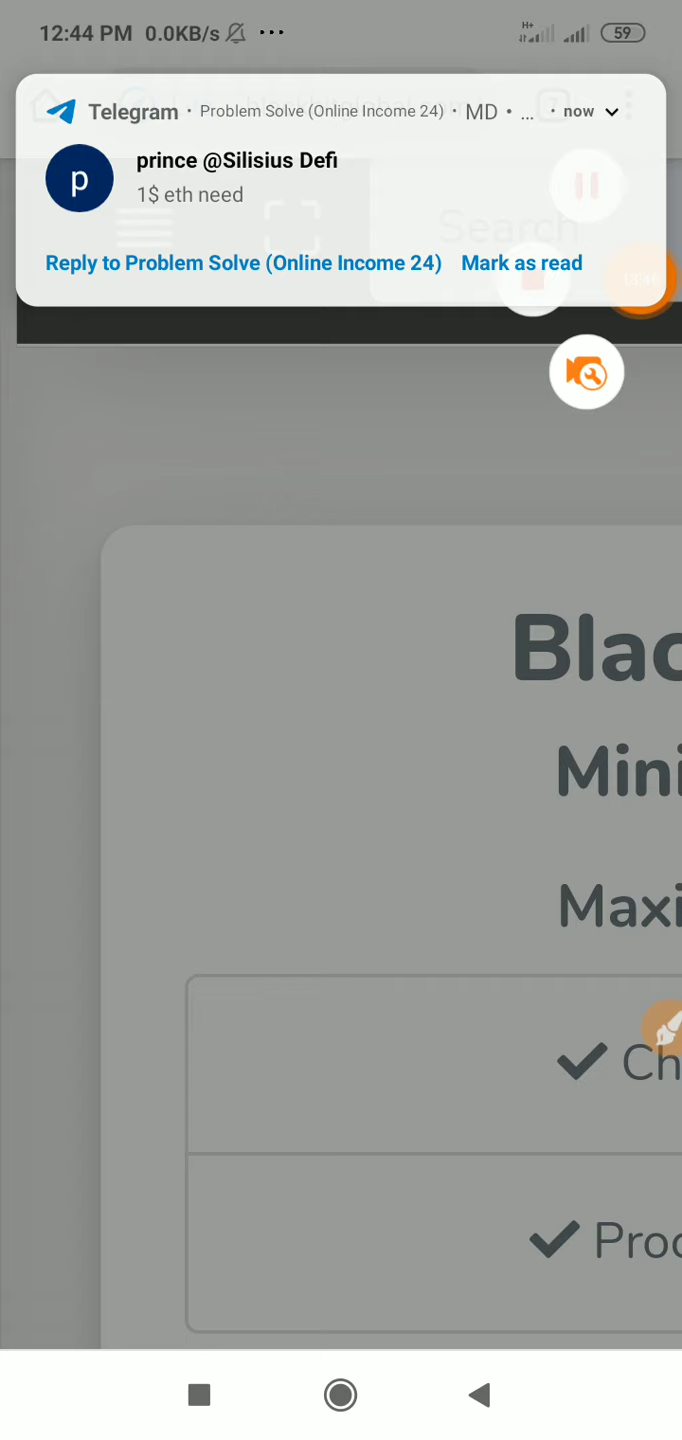 12:44 PM 0.0KB/s ...
H+
59
Telegram · Problem Solve (Online Income 24) · MD • ... · now
p
prince @Silisius Defi
1$ eth need
Reply to Problem Solve (Online Income 24) Mark as read
Search
Blac
Mini
Maxi
Ch
Proc